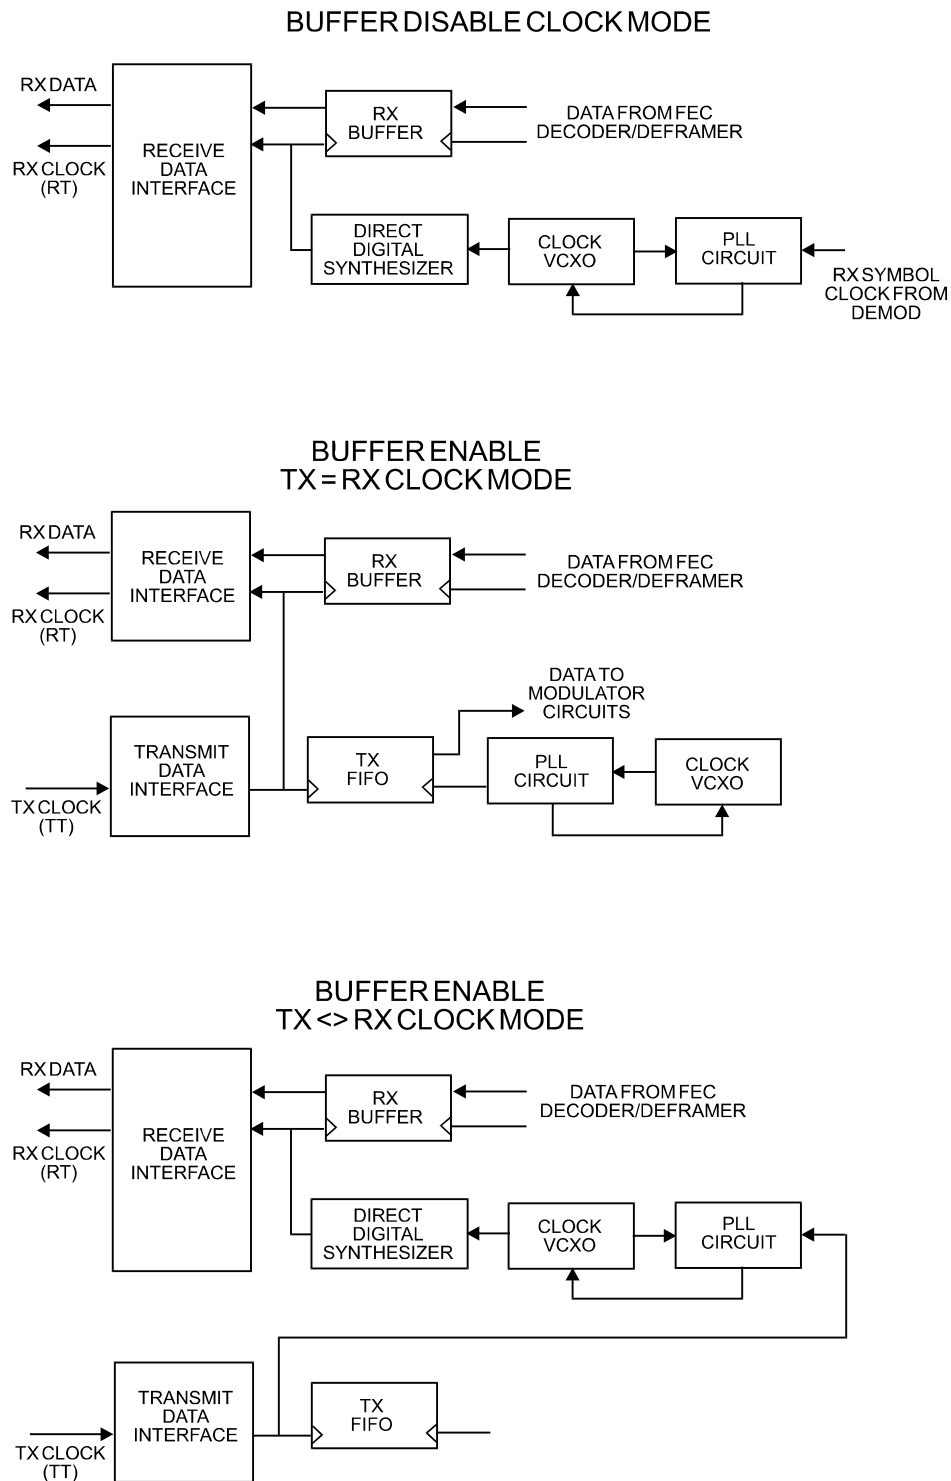 BUFFER DISABLE CLOCK MODE
RX DATA
RX CLOCK
(RT)
RECEIVE
DATA
INTERFACE
RX
BUFFER
DATA FROM FEC
DECODER/DEFRAMER
DIRECT
DIGITAL
SYNTHESIZER
CLOCK
VCXO
PLL
CIRCUIT
RX SYMBOL
CLOCK FROM
DEMOD
BUFFER ENABLE
TX = RX CLOCK MODE
RX DATA
RX CLOCK
(RT)
RECEIVE
DATA
INTERFACE
RX
BUFFER
DATA FROM FEC
DECODER/DEFRAMER
DATA TO
MODULATOR
CIRCUITS
TX CLOCK
(TT)
TRANSMIT
DATA
INTERFACE
TX
FIFO
PLL
CIRCUIT
CLOCK
VCXO
BUFFER ENABLE
TX <> RX CLOCK MODE
RX DATA
RX CLOCK
(RT)
RECEIVE
DATA
INTERFACE
RX
BUFFER
DATA FROM FEC
DECODER/DEFRAMER
DIRECT
DIGITAL
SYNTHESIZER
CLOCK
VCXO
PLL
CIRCUIT
TX CLOCK
(TT)
TRANSMIT
DATA
INTERFACE
TX
FIFO